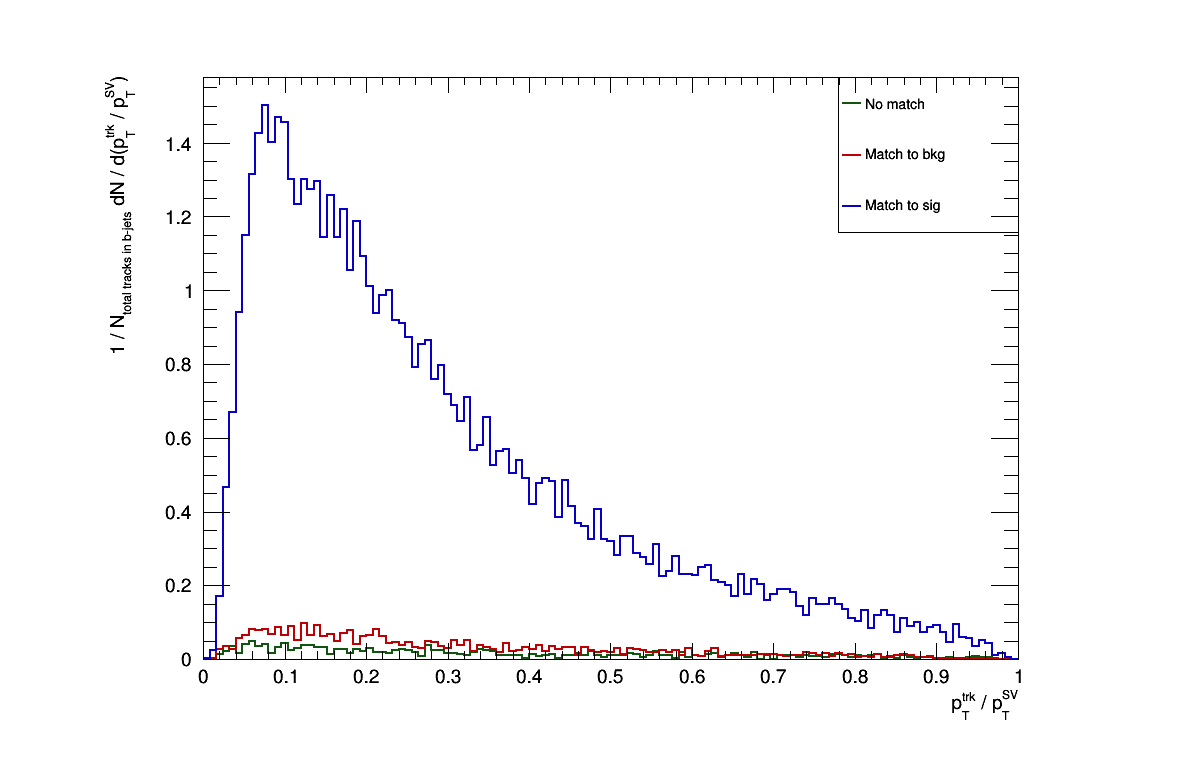 1 / N total tracks in b-jets dN / d(p_T^trk / p_T^SV)
1.4
1.2
1
0.8
0.6
0.4
0.2
0
No match
Match to bkg
Match to sig
0 0.1 0.2 0.3 0.4 0.5 0.6 0.7 0.8 0.9 1
p_T^trk / p_T^SV